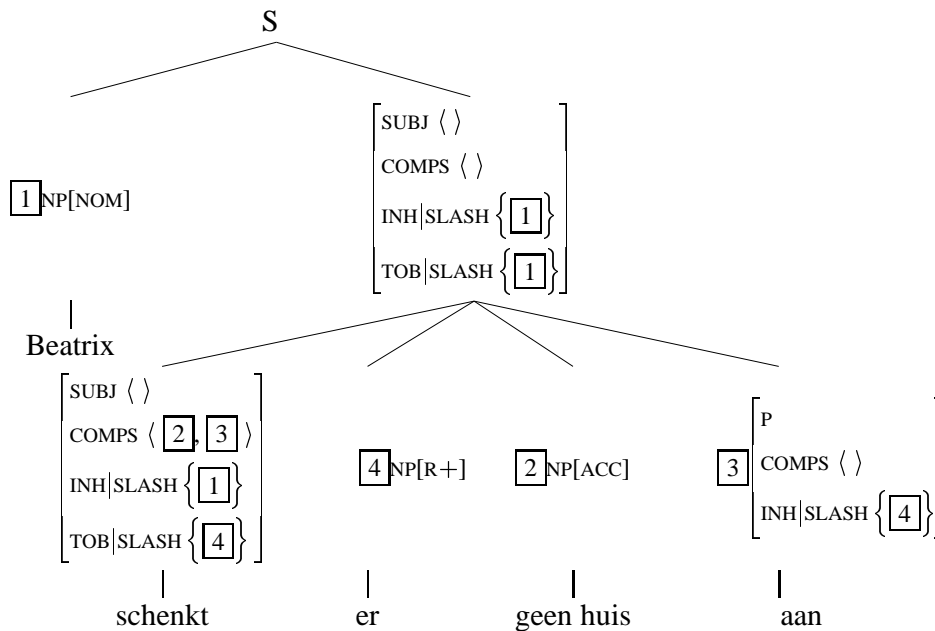 S
1 NP[NOM]
SUBJ ⟨ ⟩
COMPS ⟨ ⟩
INH|SLASH { 1 }
TOB|SLASH { 1 }
Beatrix
SUBJ ⟨ ⟩
COMPS ⟨ 2, 3 ⟩
INH|SLASH { 1 }
TOB|SLASH { 4 }
4 NP[R+]
2 NP[ACC]
3
P
COMPS ⟨ ⟩
INH|SLASH { 4 }
schenkt er geen huis aan